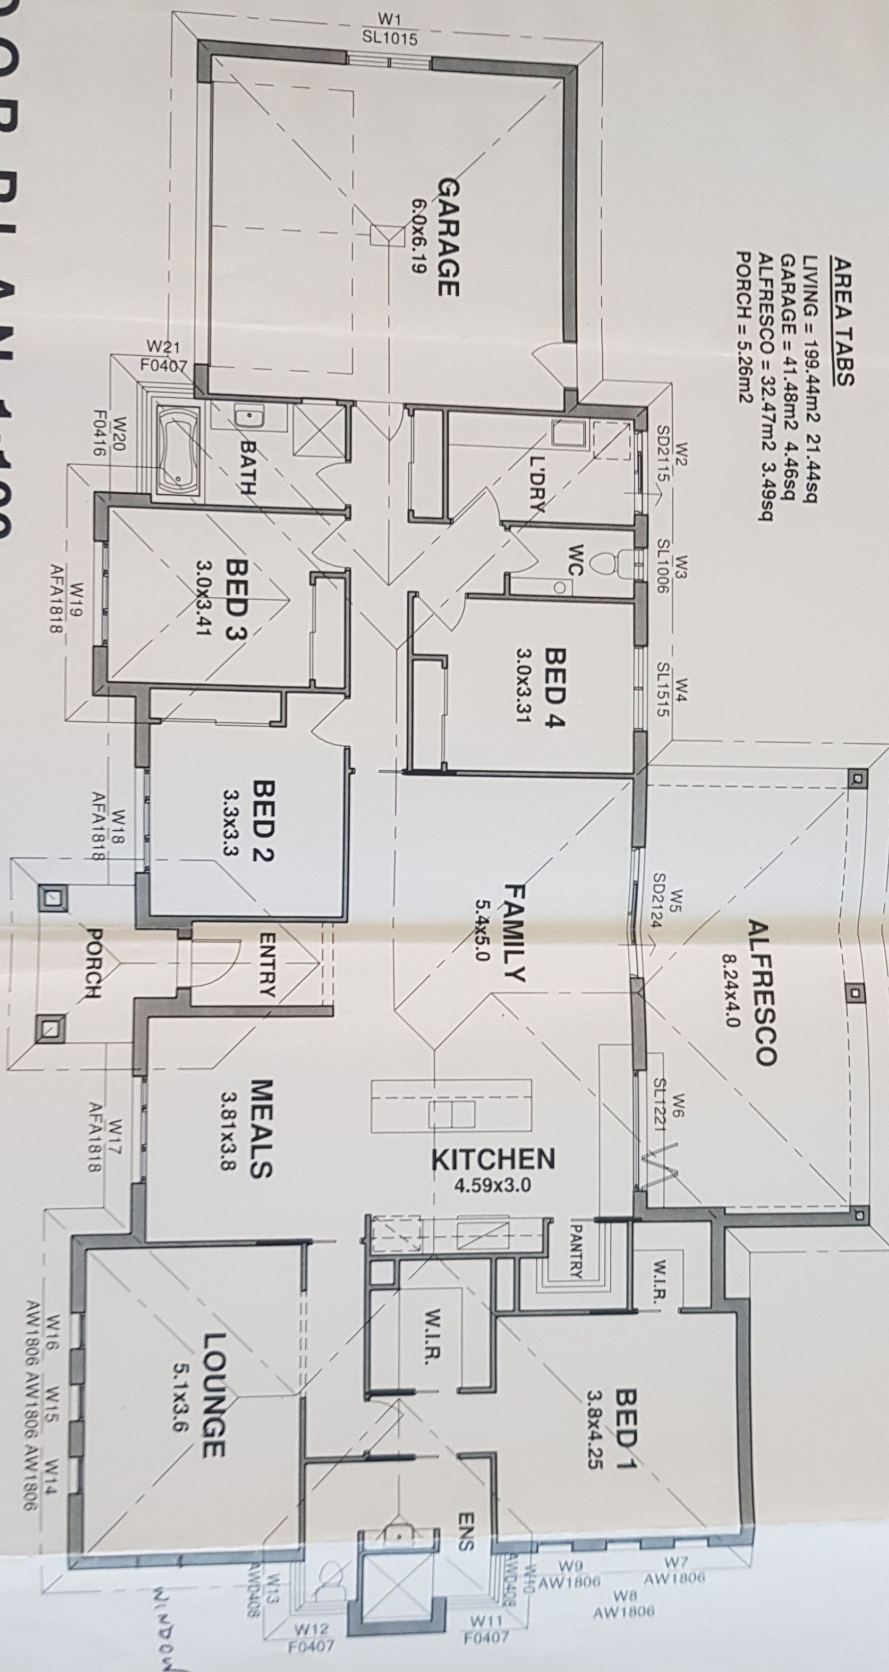 AREA TABS
LIVING = 199.44m2 21.44sq
GARAGE = 41.48m2 4.46sq
ALFRESCO = 32.47m2 3.49sq
PORCH = 5.26m2
W1
SL1015
GARAGE
6.0x6.19
W21
F0407
W20
F0416
BATH
L'DRY
W2
SD2115
WC
W3
SL1006
BED 3
3.0x3.41
W19
AFA1818
BED 4
3.0x3.31
W4
SL1515
BED 2
3.3x3.3
W18
AFA1818
FAMILY
5.4x5.0
W5
SD2124
ALFRESCO
8.24x4.0
PORCH
ENTRY
MEALS
3.81x3.8
W17
AFA1818
KITCHEN
4.59x3.0
W6
SL1221
PANTRY
W.I.R.
W.I.R.
LOUNGE
5.1x3.6
W16
AW1806
W15
AW1806
W14
AW1806
BED 1
3.8x4.25
ENS
W13
AWD408
W12
F0407
W11
F0407
W10
AWD408
W9
AW1806
W8
AW1806
W7
AW1806
WINDOW
OOR PLAN 1:100